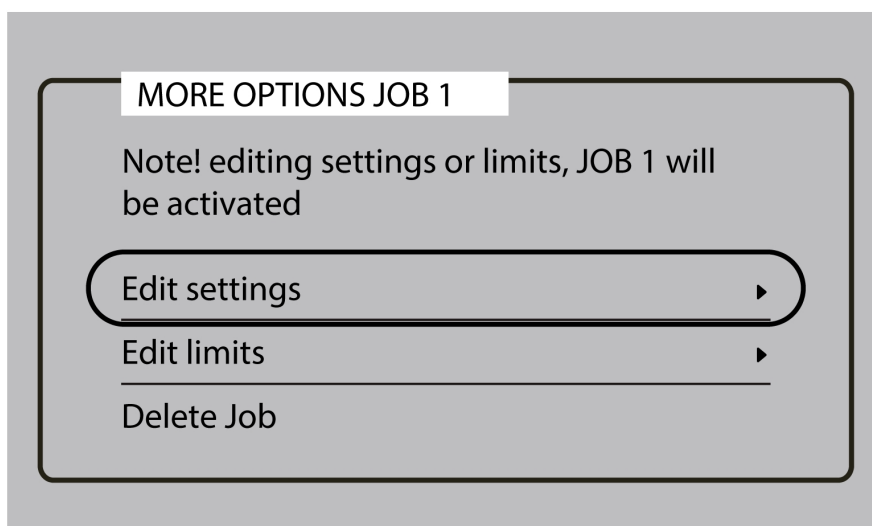 MORE OPTIONS JOB 1
Note! editing settings or limits, JOB 1 will
be activated
Edit settings
Edit limits
Delete Job